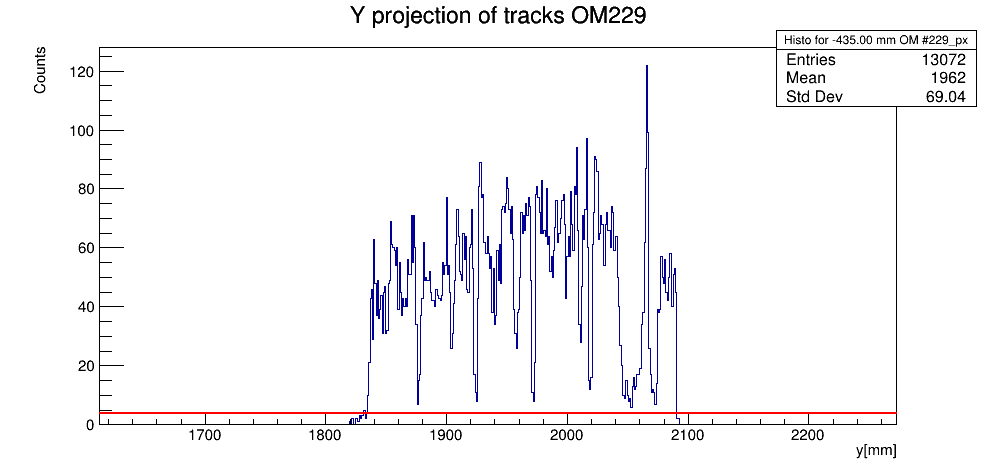 Y projection of tracks OM229
Histo for -435.00 mm OM #229_px
Entries 13072
Mean 1962
Std Dev 69.04
Counts
120
100
80
60
40
20
0
1700 1800 1900 2000 2100 2200
y[mm]